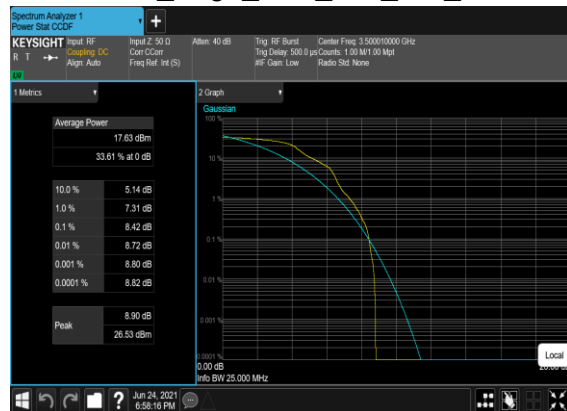 Spectrum Analyzer 1
Power Stat CCDF
+
KEYSIGHT
R T
Input: RF
Coupling: DC
Align: Auto
Input Z: 50 Ω
Corr CCorr
Freq Ref: Int (S)
Atten: 40 dB
Trig: RF Burst
Trig Delay: 500.0 µs
#IF Gain: Low
Center Freq: 3.500010000 GHz
Counts: 1.00 M/1.00 Mpt
Radio Std: None
1 Metrics
Average Power
17.63 dBm
33.61 % at 0 dB
10.0 % 5.14 dB
1.0 % 7.31 dB
0.1 % 8.42 dB
0.01 % 8.72 dB
0.001 % 8.80 dB
0.0001 % 8.82 dB
Peak 8.90 dB
26.53 dBm
2 Graph
Gaussian
100 %
10 %
1 %
0.1 %
0.01 %
0.001 %
0.0001 %
0.00 dB
Info BW 25.000 MHz
Local
?
Jun 24, 2021
6:58:16 PM